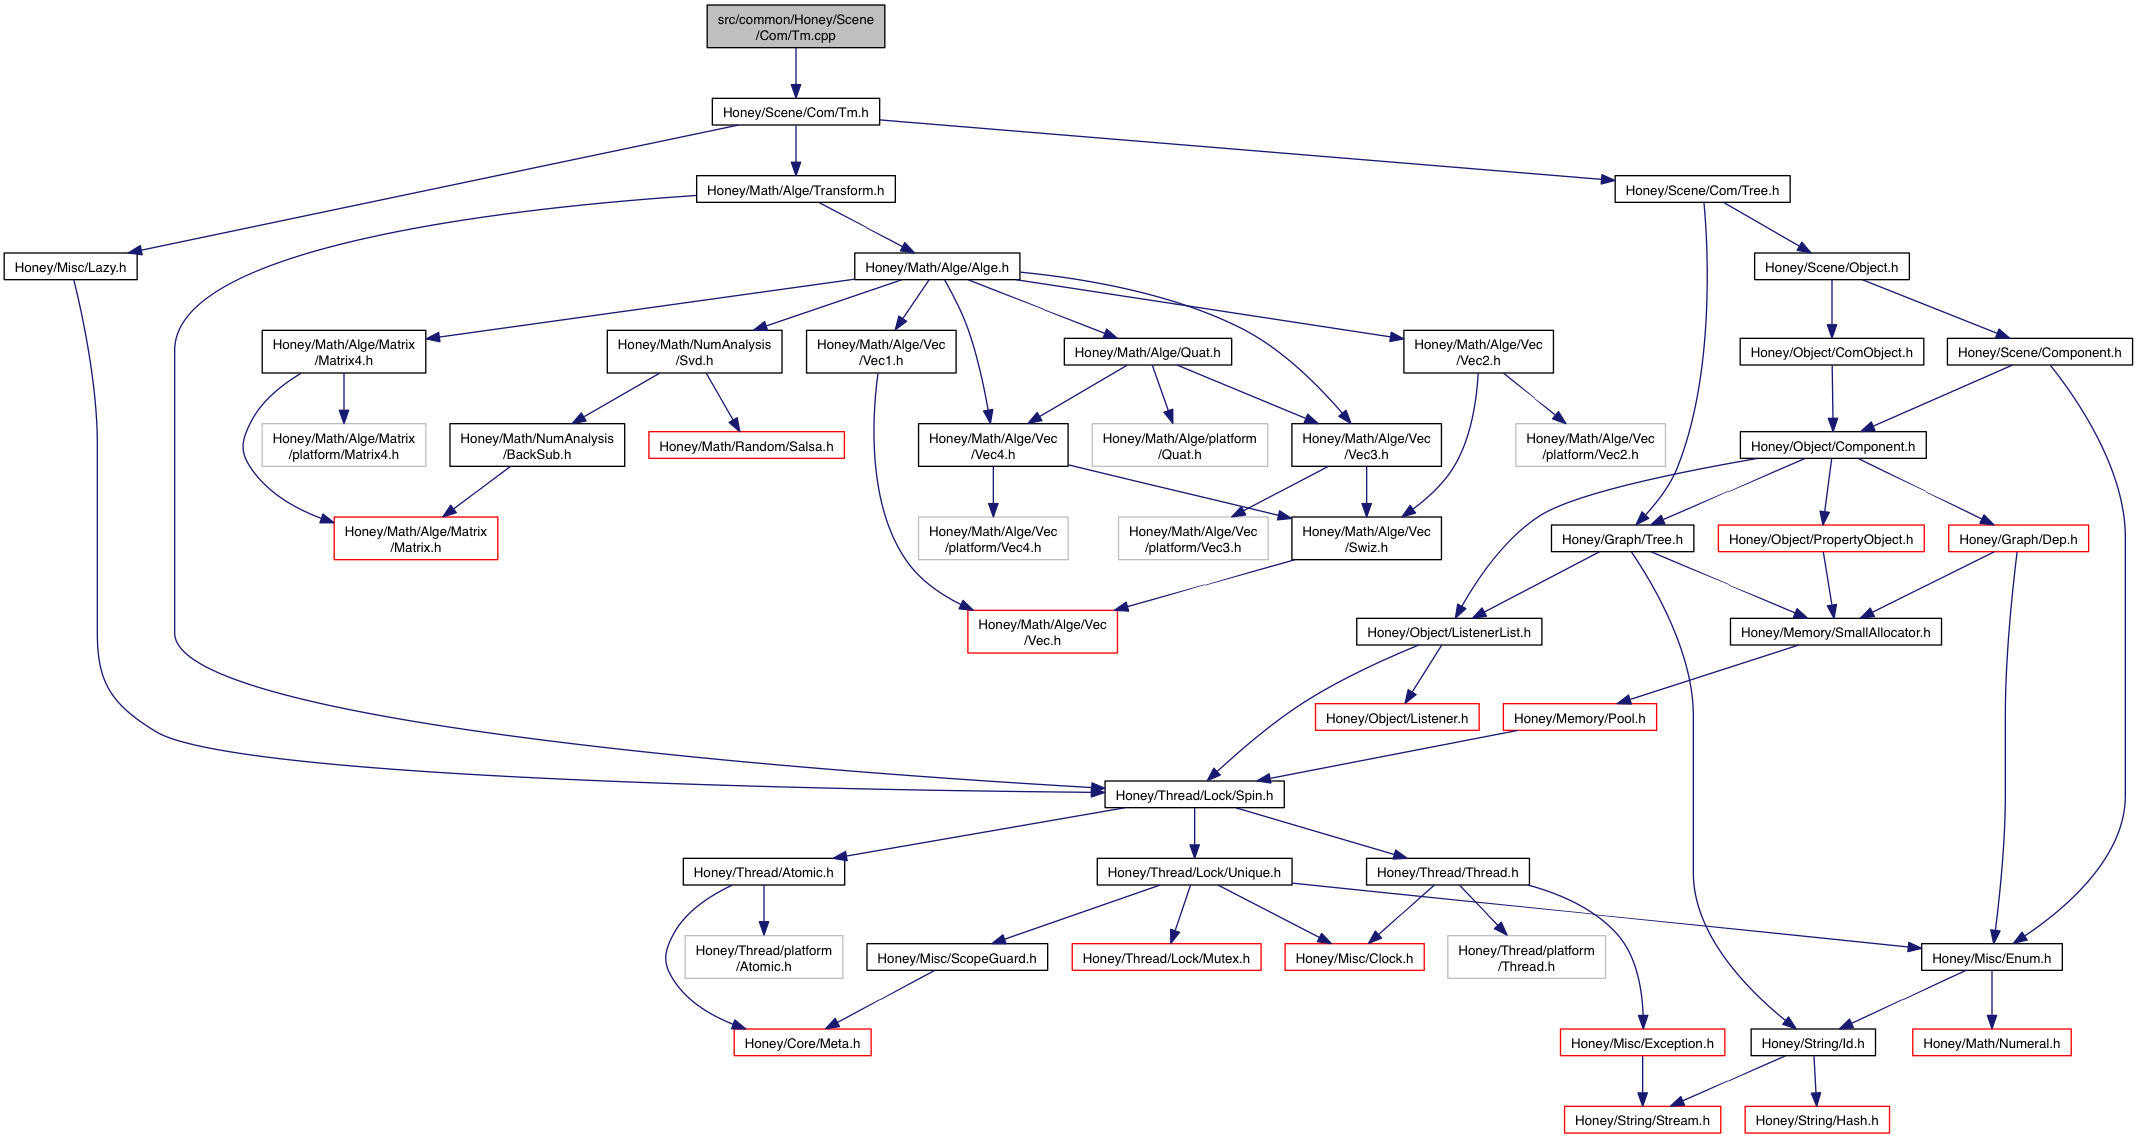 src/common/Honey/Scene
/Com/Tm.cpp
Honey/Scene/Com/Tm.h
Honey/Math/Alge/Transform.h
Honey/Scene/Com/Tree.h
Honey/Misc/Lazy.h
Honey/Math/Alge/Alge.h
Honey/Scene/Object.h
Honey/Math/Alge/Matrix
/Matrix4.h
Honey/Math/NumAnalysis
/Svd.h
Honey/Math/Alge/Vec
/Vec1.h
Honey/Math/Alge/Quat.h
Honey/Math/Alge/Vec
/Vec2.h
Honey/Object/ComObject.h
Honey/Scene/Component.h
Honey/Math/Alge/Matrix
/platform/Matrix4.h
Honey/Math/NumAnalysis
/BackSub.h
Honey/Math/Random/Salsa.h
Honey/Math/Alge/Vec
/Vec4.h
Honey/Math/Alge/platform
/Quat.h
Honey/Math/Alge/Vec
/Vec3.h
Honey/Math/Alge/Vec
/platform/Vec2.h
Honey/Object/Component.h
Honey/Math/Alge/Matrix
/Matrix.h
Honey/Math/Alge/Vec
/platform/Vec4.h
Honey/Math/Alge/Vec
/platform/Vec3.h
Honey/Math/Alge/Vec
/Swiz.h
Honey/Graph/Tree.h
Honey/Object/PropertyObject.h
Honey/Graph/Dep.h
Honey/Math/Alge/Vec
/Vec.h
Honey/Object/ListenerList.h
Honey/Memory/SmallAllocator.h
Honey/Object/Listener.h
Honey/Memory/Pool.h
Honey/Thread/Lock/Spin.h
Honey/Thread/Atomic.h
Honey/Thread/Lock/Unique.h
Honey/Thread/Thread.h
Honey/Thread/platform
/Atomic.h
Honey/Misc/ScopeGuard.h
Honey/Thread/Lock/Mutex.h
Honey/Misc/Clock.h
Honey/Thread/platform
/Thread.h
Honey/Misc/Enum.h
Honey/Core/Meta.h
Honey/Misc/Exception.h
Honey/String/Id.h
Honey/Math/Numeral.h
Honey/String/Stream.h
Honey/String/Hash.h